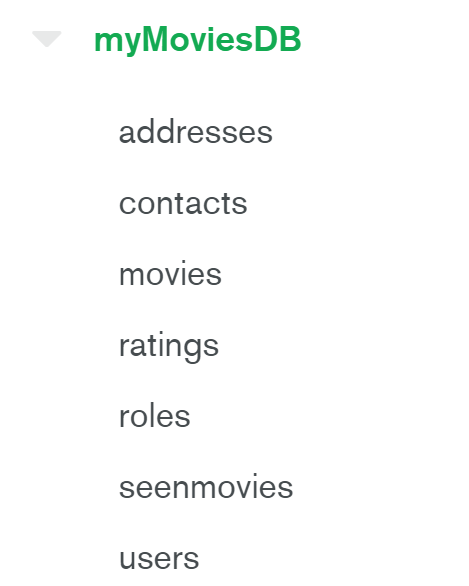 myMoviesDB
addresses
contacts
movies
ratings
roles
seenmovies
users